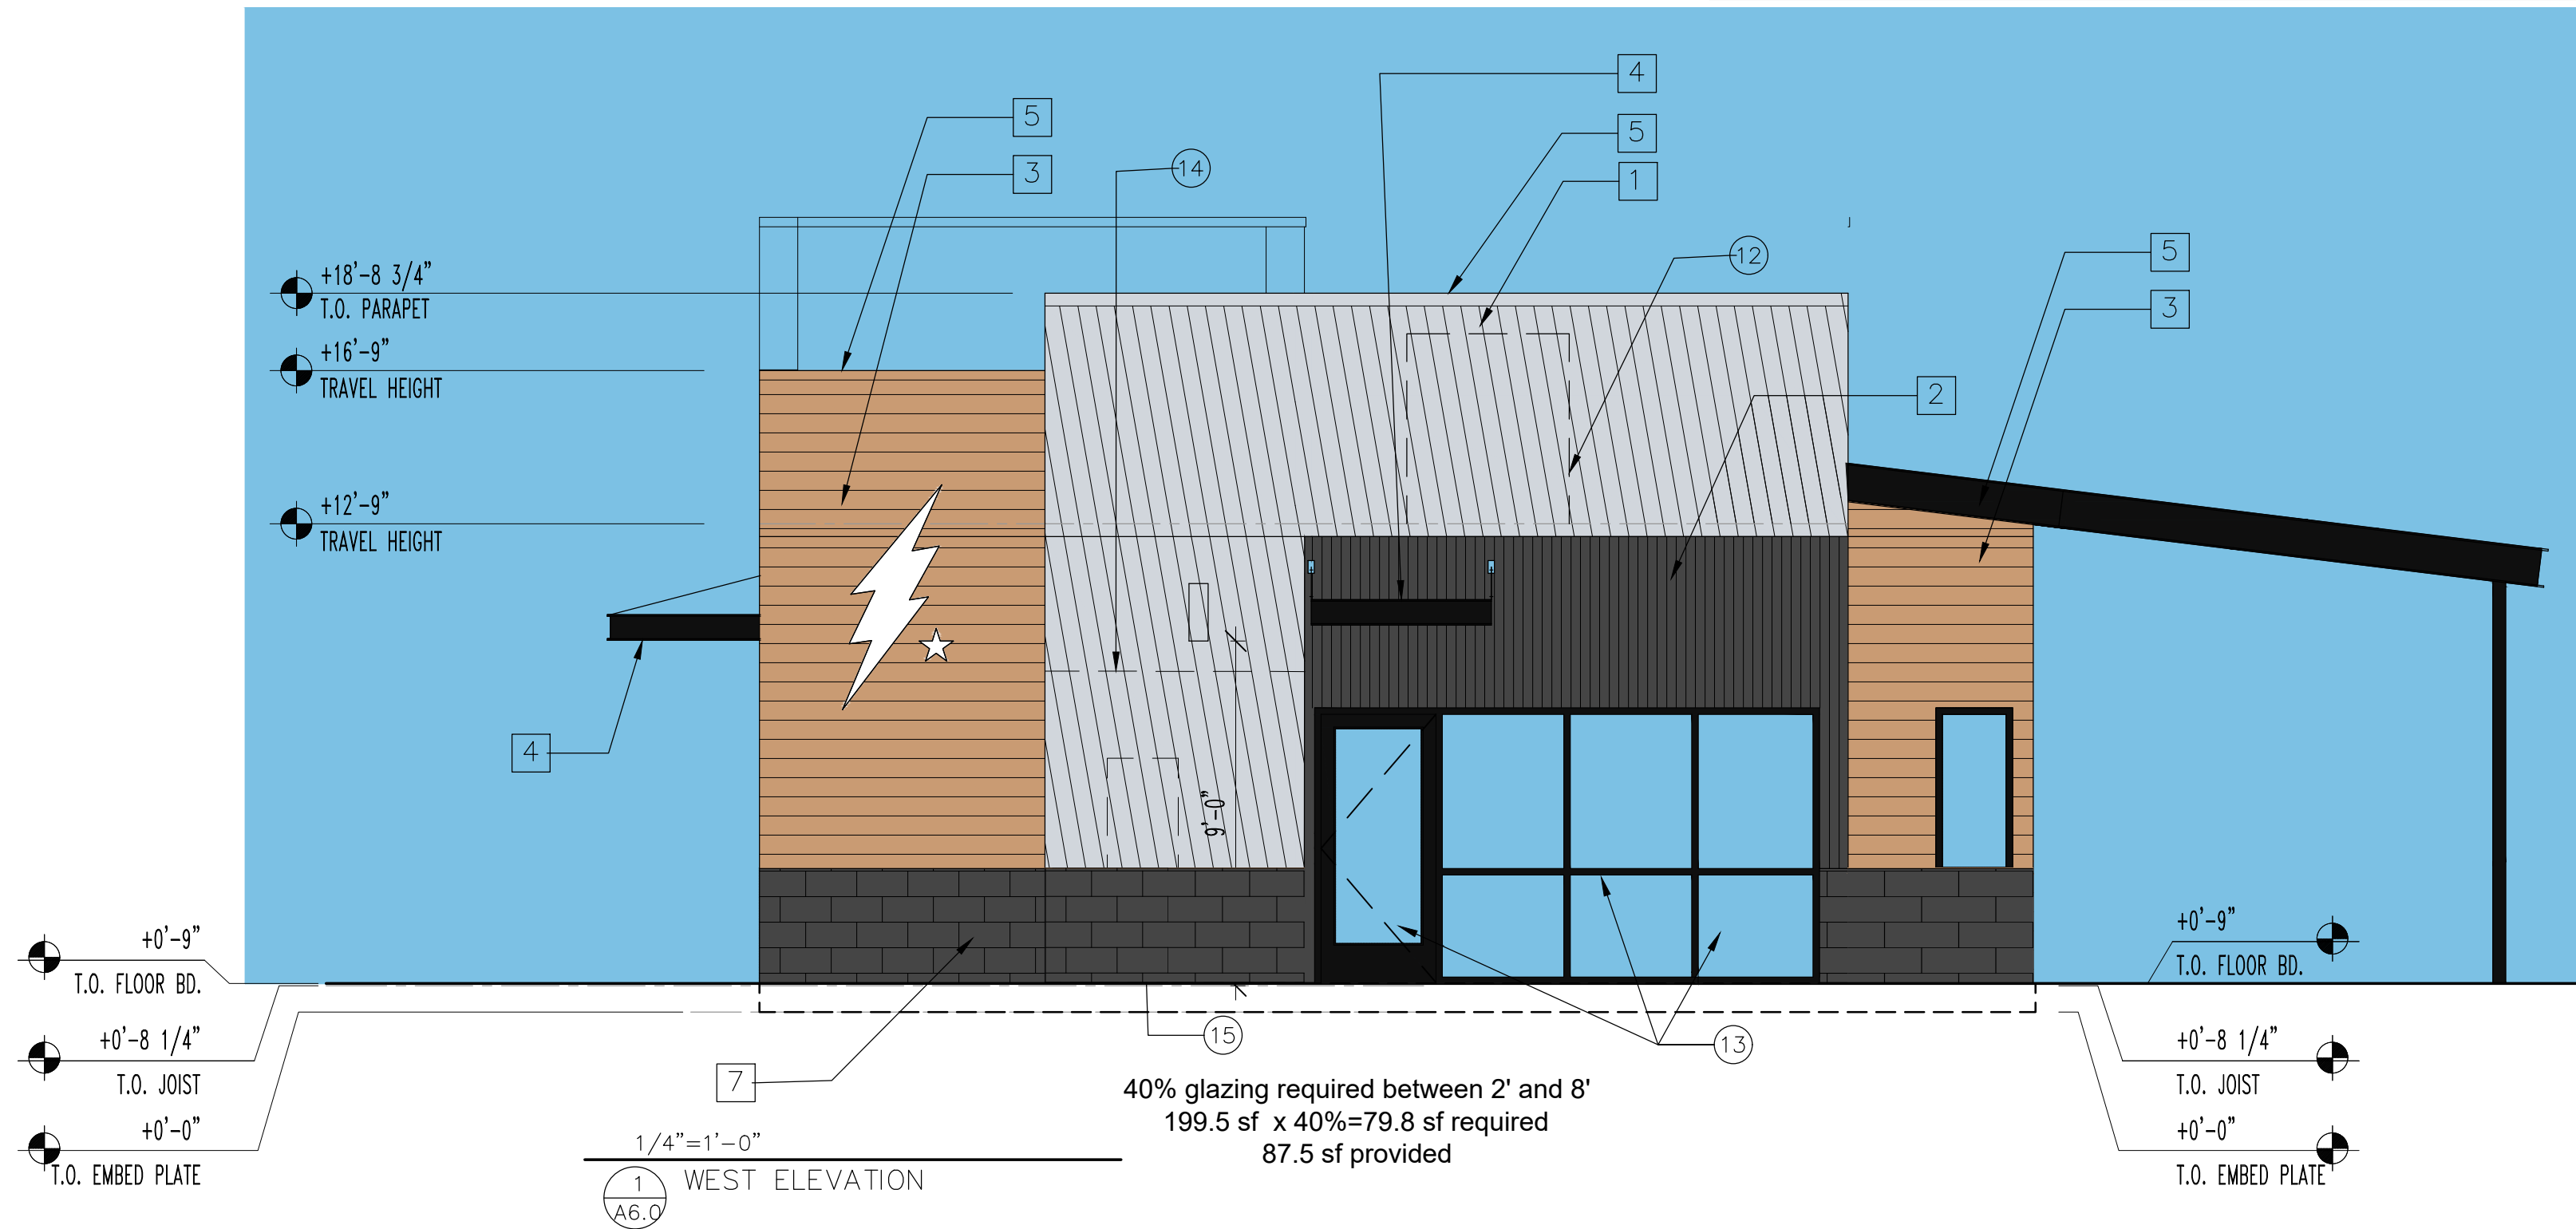 4
5
5
14
3
1
12
5
+18'-8 3/4"
T.O. PARAPET
3
+16'-9"
TRAVEL HEIGHT
2
+12'-9"
TRAVEL HEIGHT
4
9'-0"
+0'-9"
T.O. FLOOR BD.
+0'-9"
T.O. FLOOR BD.
+0'-8 1/4"
T.O. JOIST
15
13
+0'-8 1/4"
T.O. JOIST
7
40% glazing required between 2' and 8'
199.5 sf x 40%=79.8 sf required
87.5 sf provided
+0'-0"
T.O. EMBED PLATE
+0'-0"
T.O. EMBED PLATE
1/4"=1'-0"
1
A6.0
WEST ELEVATION